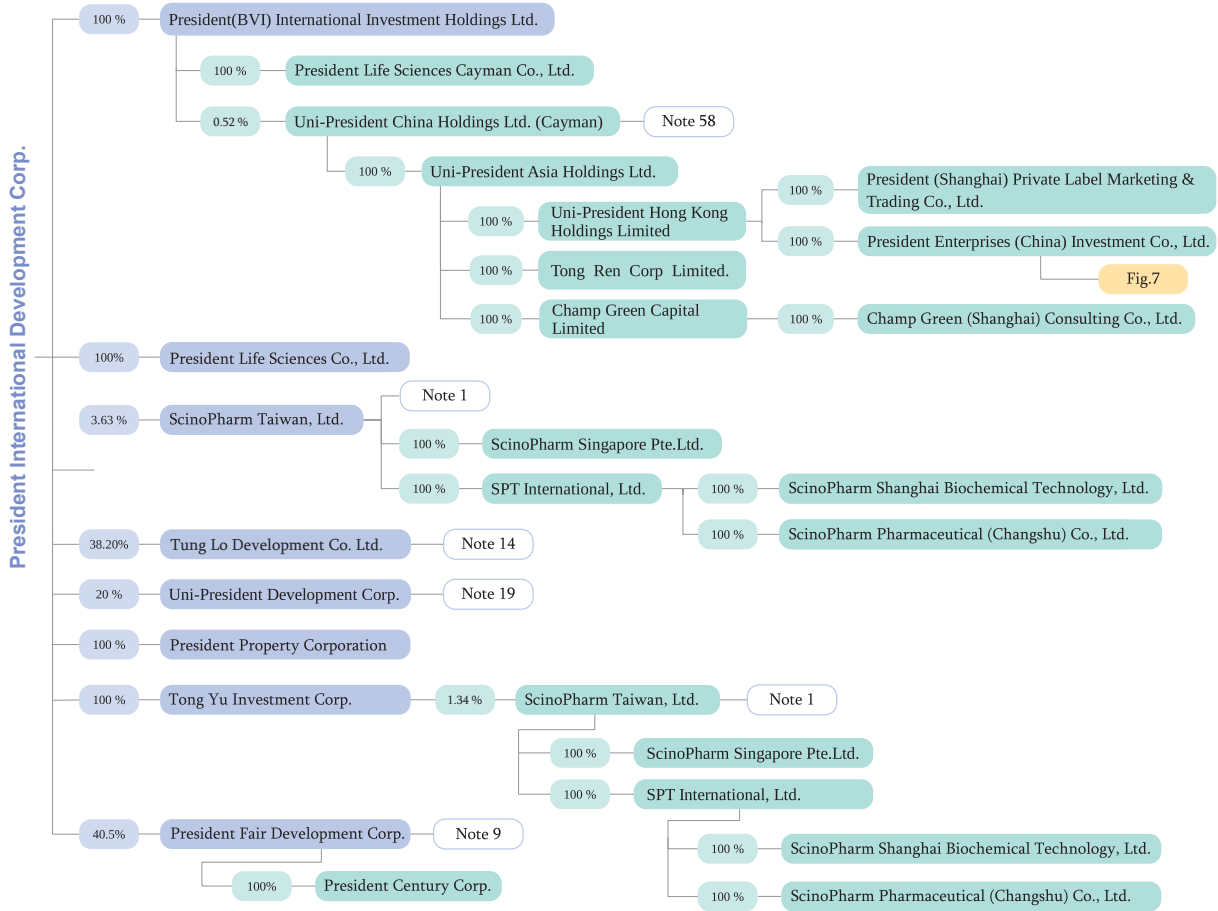 President International Development Corp.
100 %
President(BVI) International Investment Holdings Ltd.
100 %
President Life Sciences Cayman Co., Ltd.
0.52 %
Uni-President China Holdings Ltd. (Cayman)
Note 58
100 %
Uni-President Asia Holdings Ltd.
100 %
Uni-President Hong Kong
Holdings Limited
100 %
President (Shanghai) Private Label Marketing &
Trading Co., Ltd.
100 %
President Enterprises (China) Investment Co., Ltd.
Fig.7
100 %
Tong Ren Corp Limited.
100 %
Champ Green Capital
Limited
100 %
Champ Green (Shanghai) Consulting Co., Ltd.
100%
President Life Sciences Co., Ltd.
3.63 %
ScinoPharm Taiwan, Ltd.
Note 1
100 %
ScinoPharm Singapore Pte.Ltd.
100 %
SPT International, Ltd.
100 %
ScinoPharm Shanghai Biochemical Technology, Ltd.
100 %
ScinoPharm Pharmaceutical (Changshu) Co., Ltd.
38.20%
Tung Lo Development Co. Ltd.
Note 14
20 %
Uni-President Development Corp.
Note 19
100 %
President Property Corporation
100 %
Tong Yu Investment Corp.
1.34 %
ScinoPharm Taiwan, Ltd.
Note 1
100 %
ScinoPharm Singapore Pte.Ltd.
100 %
SPT International, Ltd.
100 %
ScinoPharm Shanghai Biochemical Technology, Ltd.
100 %
ScinoPharm Pharmaceutical (Changshu) Co., Ltd.
40.5%
President Fair Development Corp.
Note 9
100%
President Century Corp.